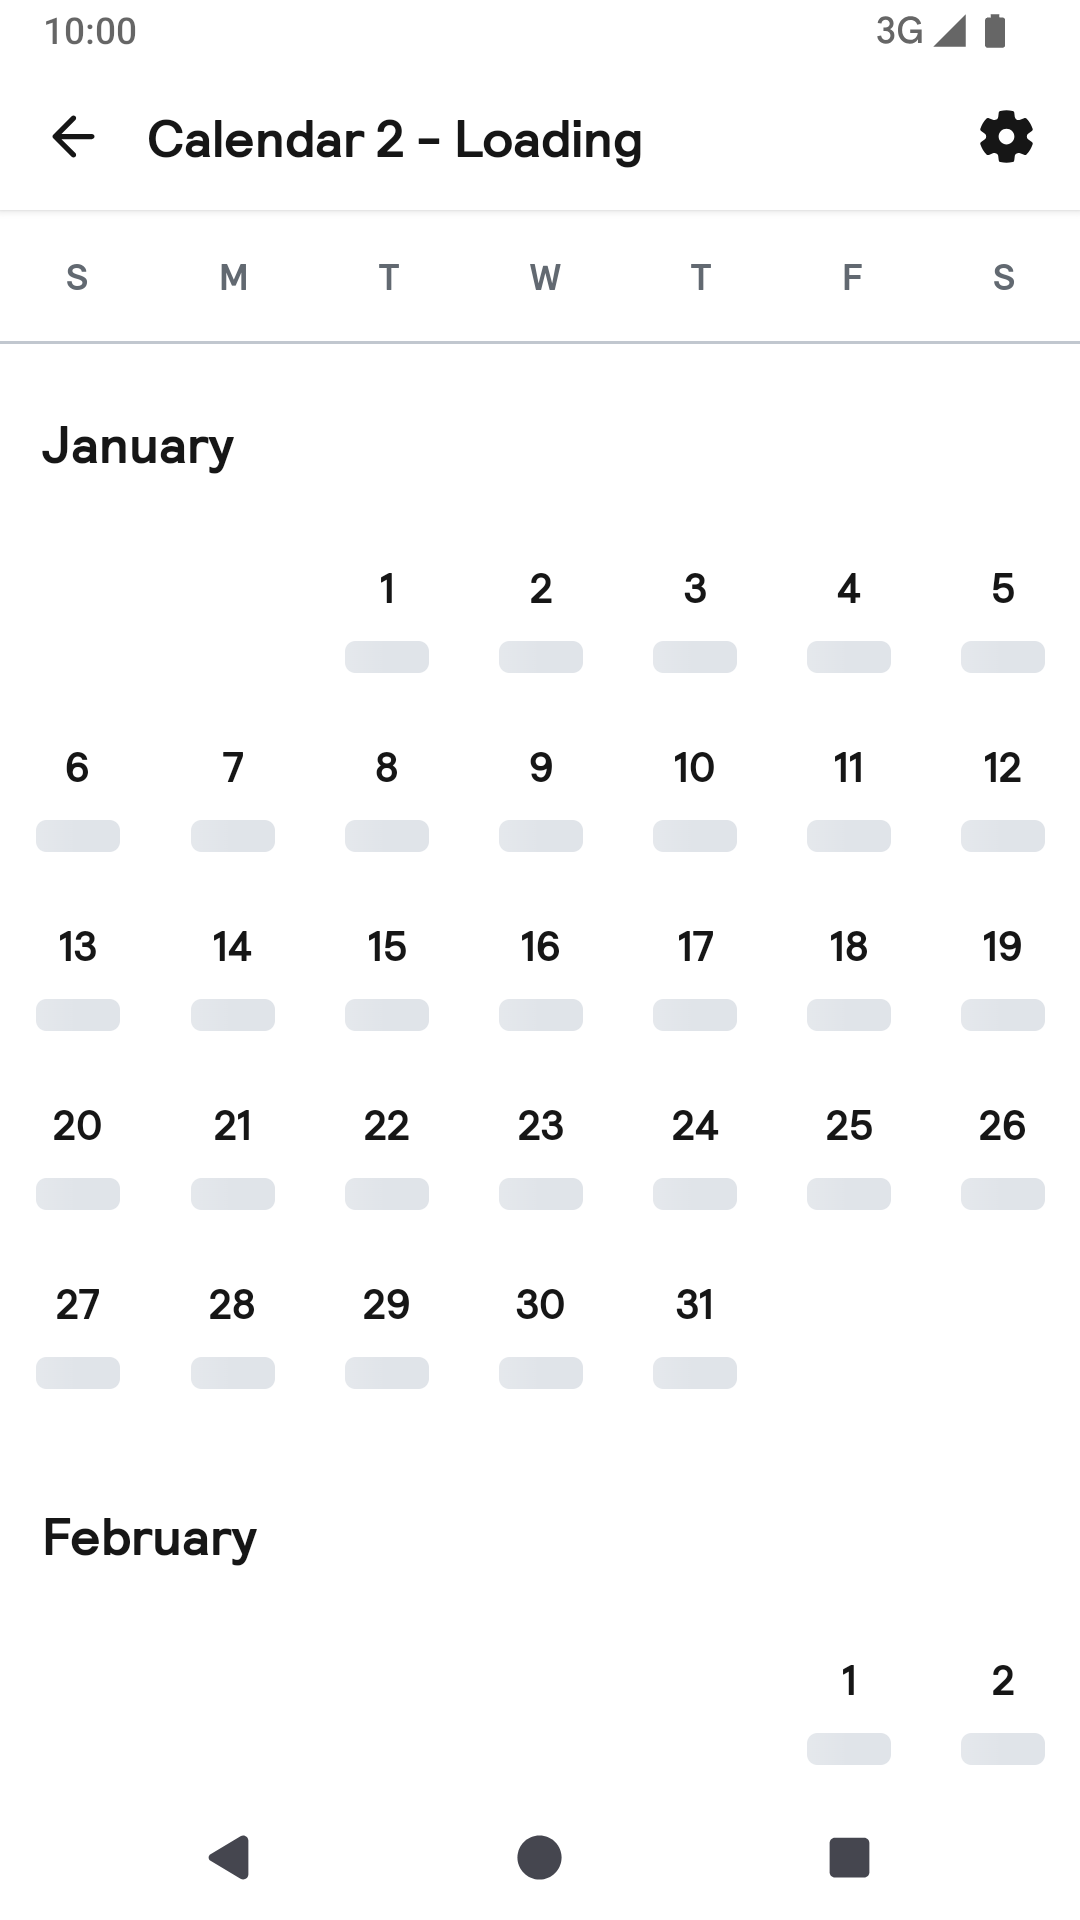 10:00 3G
Calendar 2 – Loading
S M T W T F S
January
1 2 3 4 5
6 7 8 9 10 11 12
13 14 15 16 17 18 19
20 21 22 23 24 25 26
27 28 29 30 31
February
1 2